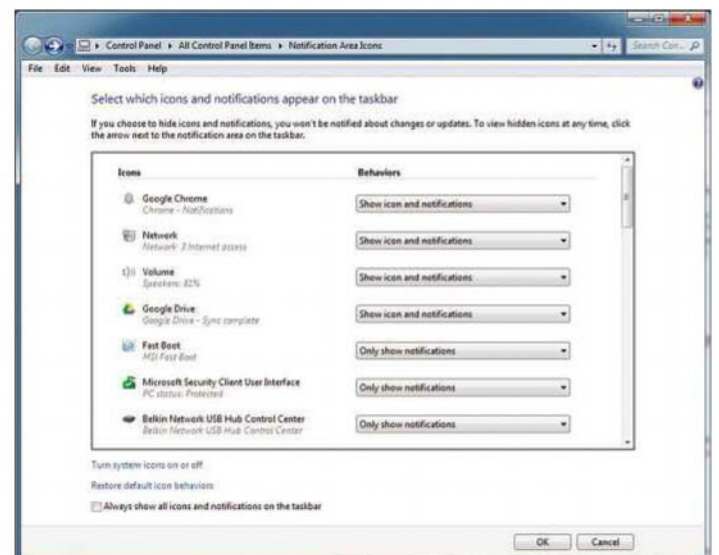 Control Panel ▸ All Control Panel Items ▸ Notification Area Icons
Search Con...
File Edit View Tools Help
Select which icons and notifications appear on the taskbar
If you choose to hide icons and notifications, you won't be notified about changes or updates. To view hidden icons at any time, click
the arrow next to the notification area on the taskbar.
Icons Behaviors
Google Chrome
Chrome - Notifications
Show icon and notifications
Network
Network 3 Internet access
Show icon and notifications
Volume
Speakers: 82%
Show icon and notifications
Google Drive
Google Drive - Sync complete
Show icon and notifications
Fast Boot
MSI Fast Boot
Only show notifications
Microsoft Security Client User Interface
PC status: Protected
Only show notifications
Belkin Network USB Hub Control Center
Belkin Network USB Hub Control Center
Only show notifications
Turn system icons on or off
Restore default icon behaviors
Always show all icons and notifications on the taskbar
OK Cancel